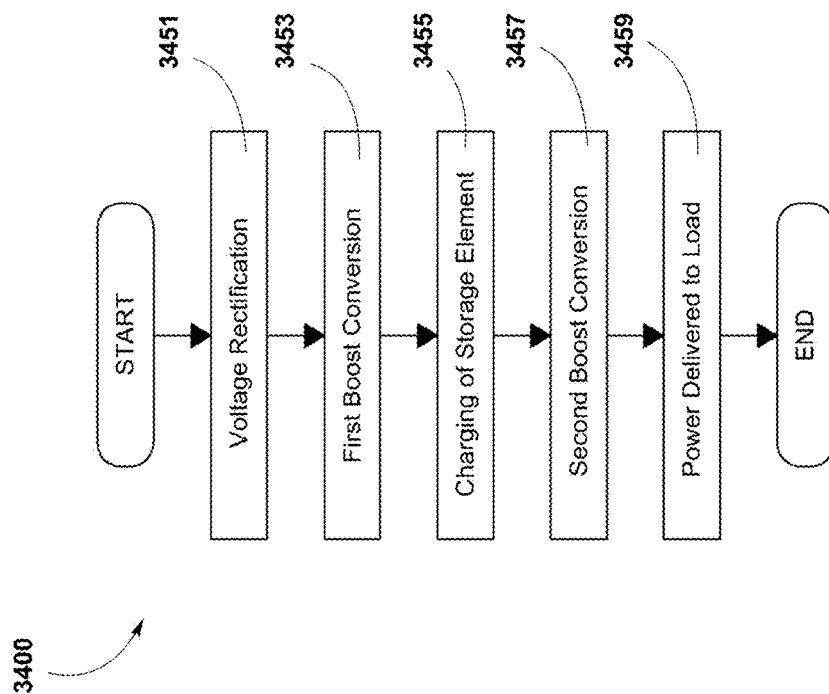 3400
START
Voltage Rectification
3451
First Boost Conversion
3453
Charging of Storage Element
3455
Second Boost Conversion
3457
Power Delivered to Load
3459
END